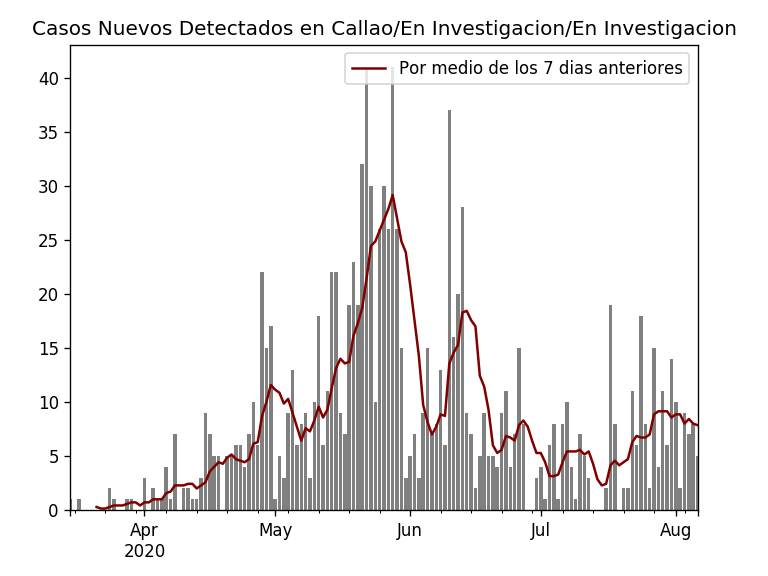 Casos Nuevos Detectados en Callao/En Investigacion/En Investigacion
Por medio de los 7 dias anteriores
40
35
30
25
20
15
10
5
0
Apr
2020
May
Jun
Jul
Aug